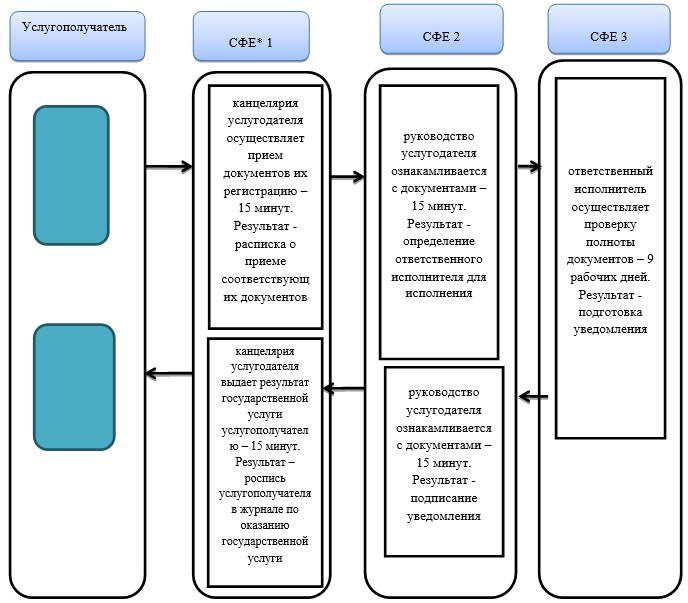 Услугополучатель
СФЕ* 1
СФЕ 2
СФЕ 3
канцелярия
услугодателя
осуществляет
прием
документов их
регистрацию –
15 минут.
Результат -
расписка о
приеме
соответствующ
их документов
руководство
услугодателя
ознакамливается
с документами –
15 минут.
Результат -
определение
ответственного
исполнителя для
исполнения
ответственный
исполнитель
осуществляет
проверку
полноты
документов – 9
рабочих дней.
Результат -
подготовка
уведомления
руководство
услугодателя
ознакамливается
с документами –
15 минут.
Результат -
подписание
уведомления
канцелярия
услугодателя
выдает результат
государственной
услуги
услугополучател
ю – 15 минут.
Результат –
роспись
услугополучателя
в журнале по
оказанию
государственной
услуги